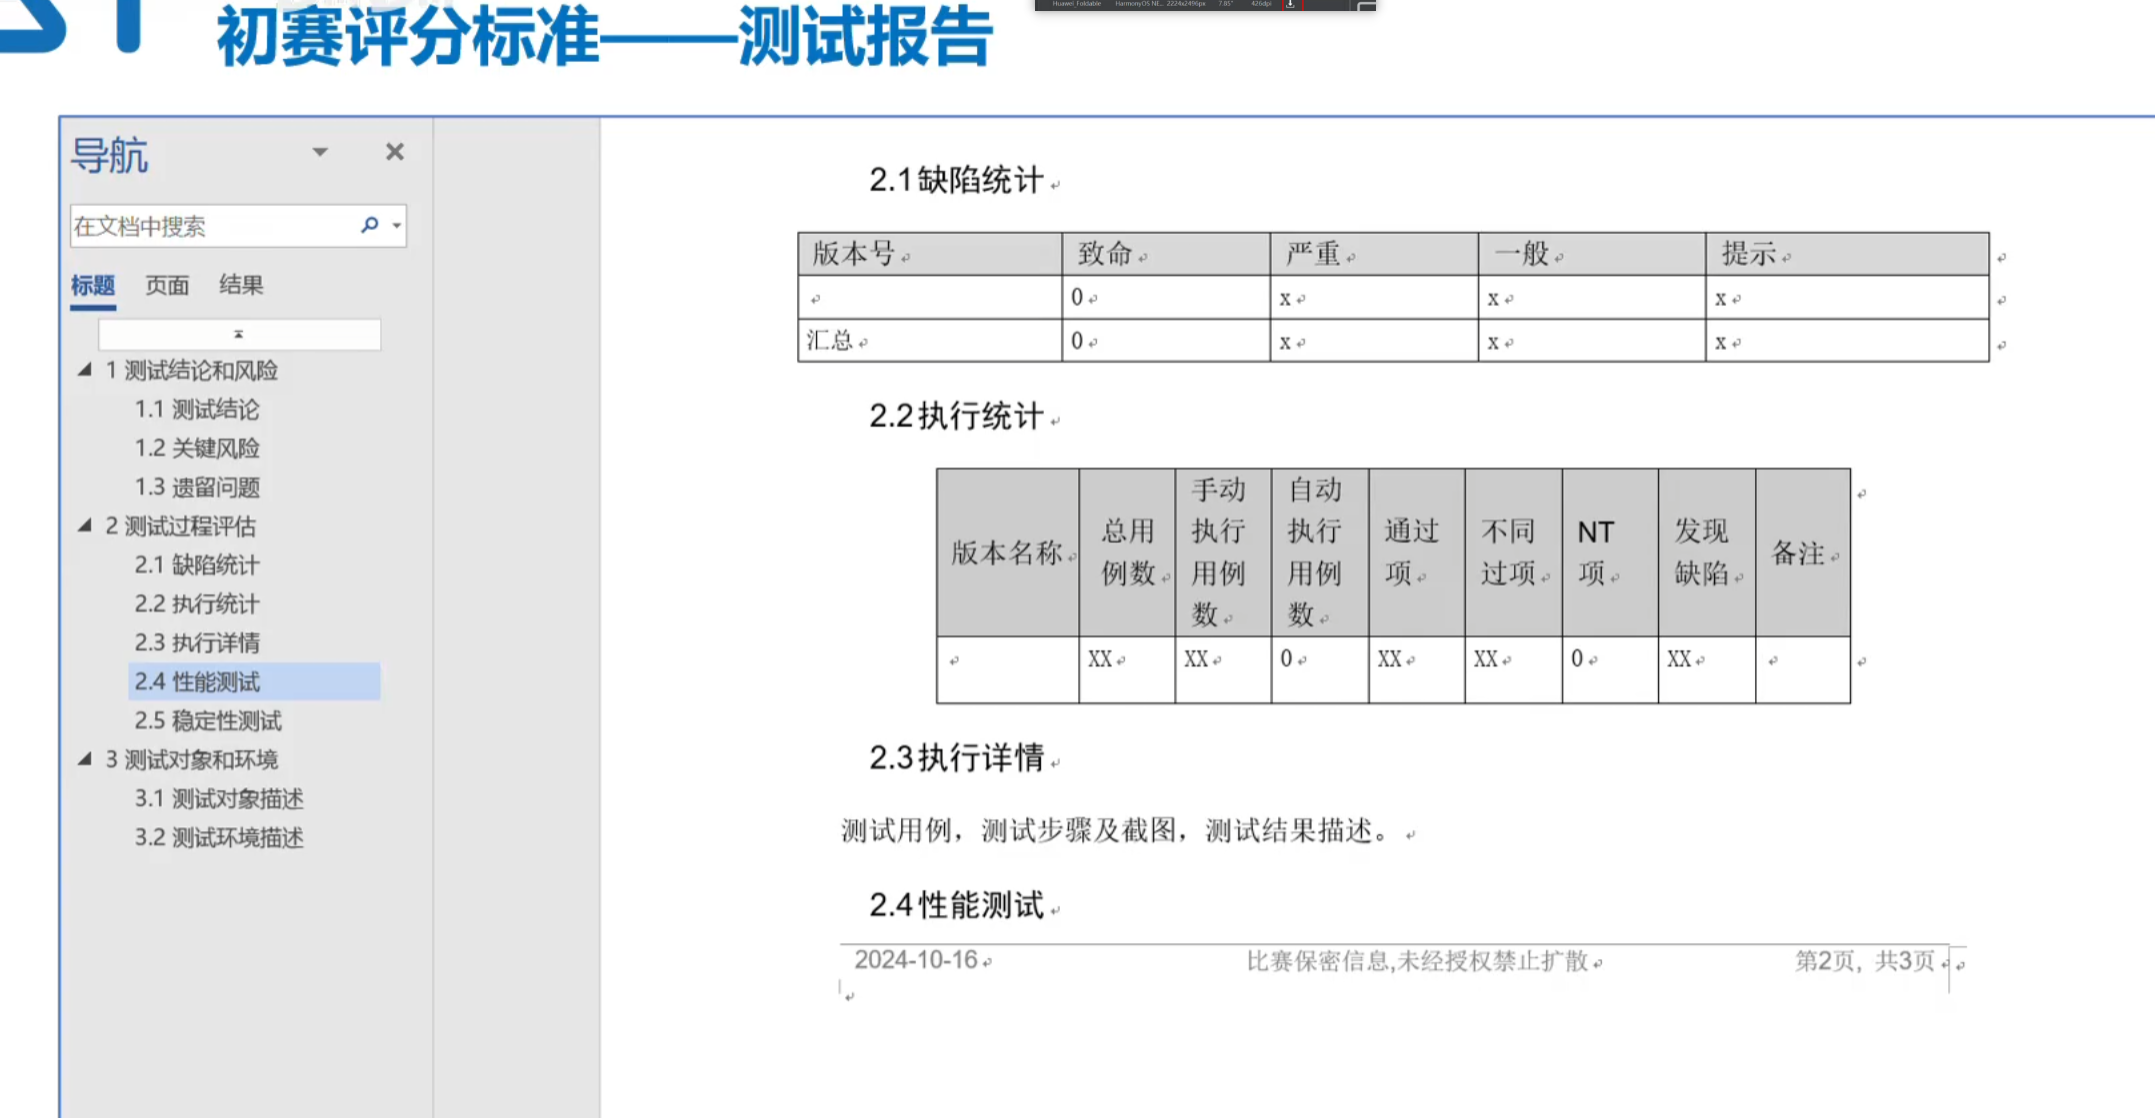 Huawei_Foldable HarmonyOS NE... 2224x2496px 7.85" 426dpi
初赛评分标准——测试报告
导航
在文档中搜索
标题 页面 结果
1 测试结论和风险
1.1 测试结论
1.2 关键风险
1.3 遗留问题
2 测试过程评估
2.1 缺陷统计
2.2 执行统计
2.3 执行详情
2.4 性能测试
2.5 稳定性测试
3 测试对象和环境
3.1 测试对象描述
3.2 测试环境描述
2.1缺陷统计
版本号 致命 严重 一般 提示
0 x x x
汇总 0 x x x
2.2执行统计
版本名称 总用例数 手动执行用例数 自动执行用例数 通过项 不同过项 NT项 发现缺陷 备注
XX XX 0 XX XX 0 XX
2.3执行详情
测试用例，测试步骤及截图，测试结果描述。
2.4性能测试
2024-10-16 比赛保密信息,未经授权禁止扩散 第2页, 共3页